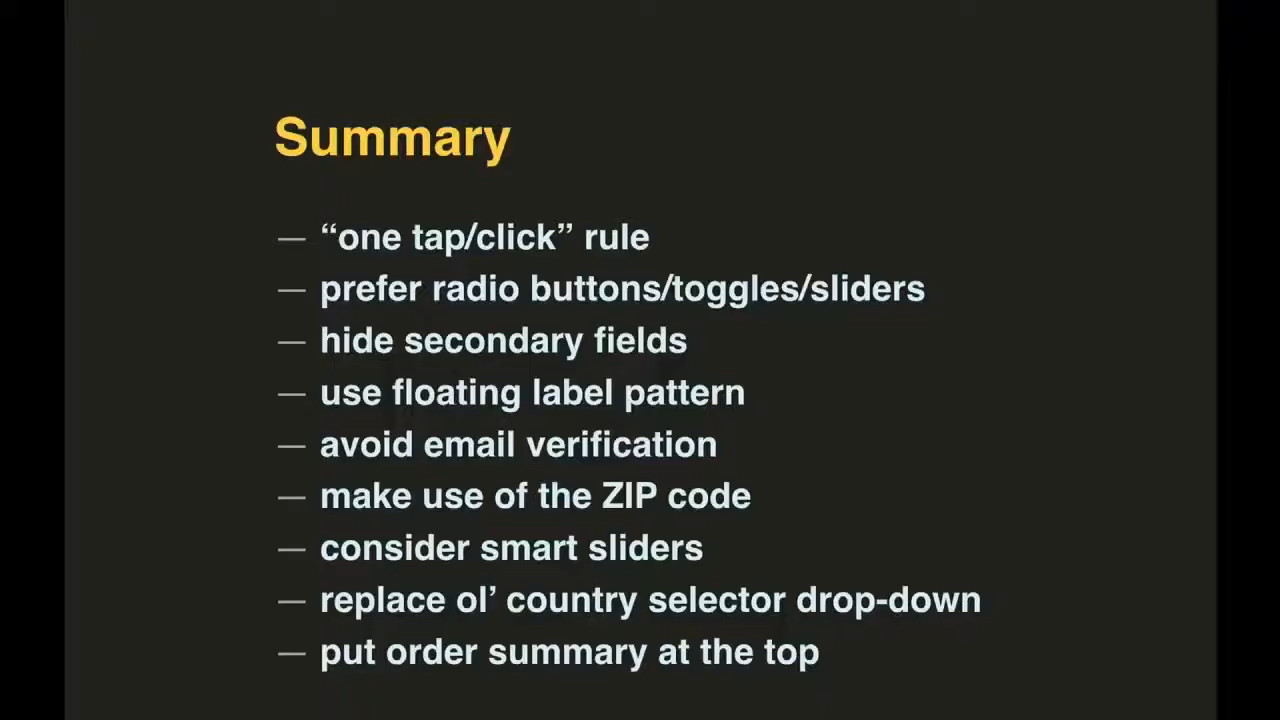 Summary
— “one tap/click” rule
— prefer radio buttons/toggles/sliders
— hide secondary fields
— use floating label pattern
— avoid email verification
— make use of the ZIP code
— consider smart sliders
— replace ol’ country selector drop-down
— put order summary at the top